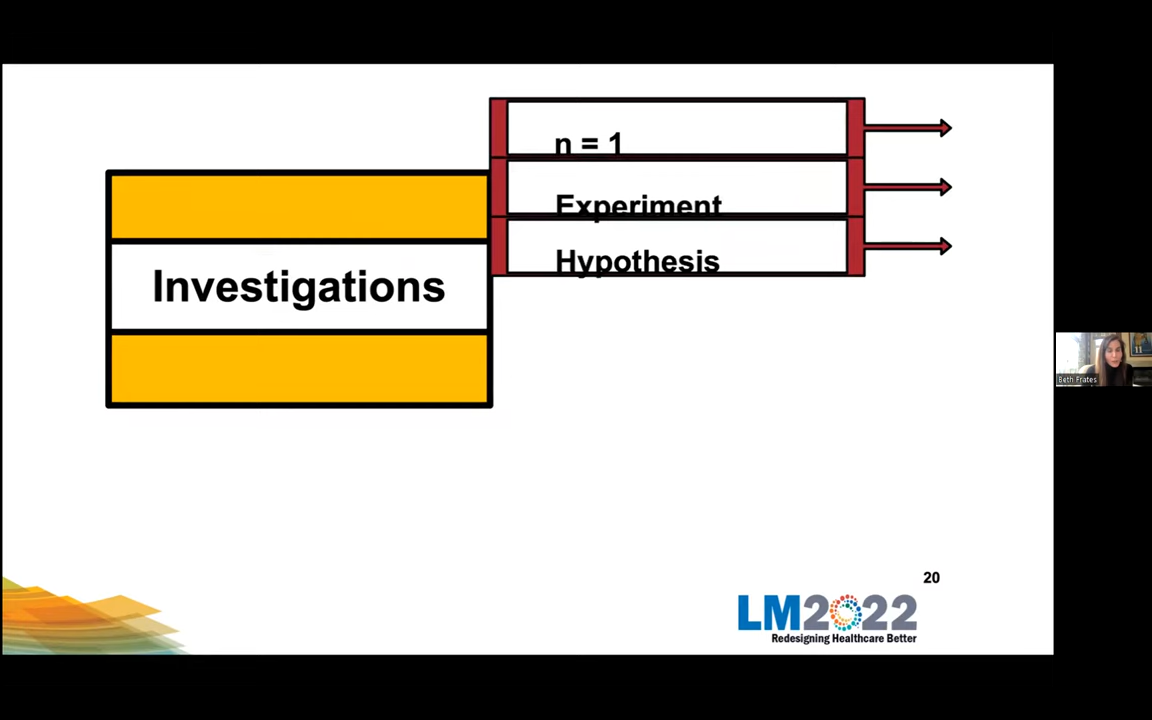 n = 1
Experiment
Hypothesis
Investigations
Beth Frates
20
LM2022
Redesigning Healthcare Better